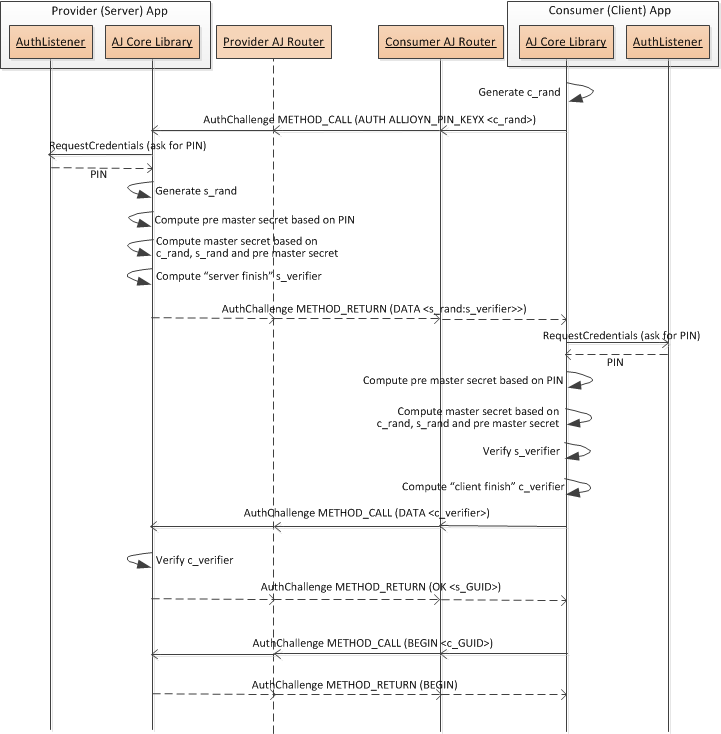 Provider (Server) App
Consumer (Client) App
AuthListener
AJ Core Library
Provider AJ Router
Consumer AJ Router
AJ Core Library
AuthListener
Generate c_rand
AuthChallenge METHOD_CALL (AUTH ALLJOYN_PIN_KEYX <c_rand>)
RequestCredentials (ask for PIN)
PIN
Generate s_rand
Compute pre master secret based on PIN
Compute master secret based on
c_rand, s_rand and pre master secret
Compute “server finish” s_verifier
AuthChallenge METHOD_RETURN (DATA <s_rand:s_verifier>>)
RequestCredentials (ask for PIN)
PIN
Compute pre master secret based on PIN
Compute master secret based on
c_rand, s_rand and pre master secret
Verify s_verifier
Compute “client finish” c_verifier
AuthChallenge METHOD_CALL (DATA <c_verifier>)
Verify c_verifier
AuthChallenge METHOD_RETURN (OK <s_GUID>)
AuthChallenge METHOD_CALL (BEGIN <c_GUID>)
AuthChallenge METHOD_RETURN (BEGIN)